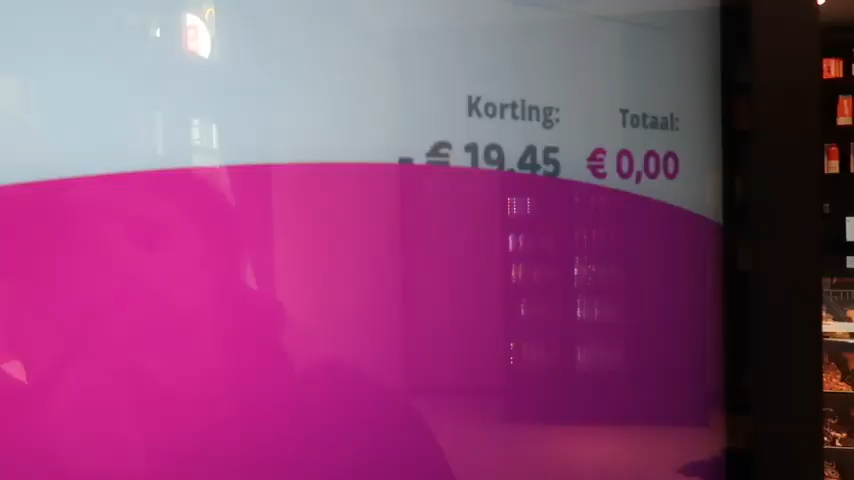 Korting: Totaal:
- € 19,45 € 0,00